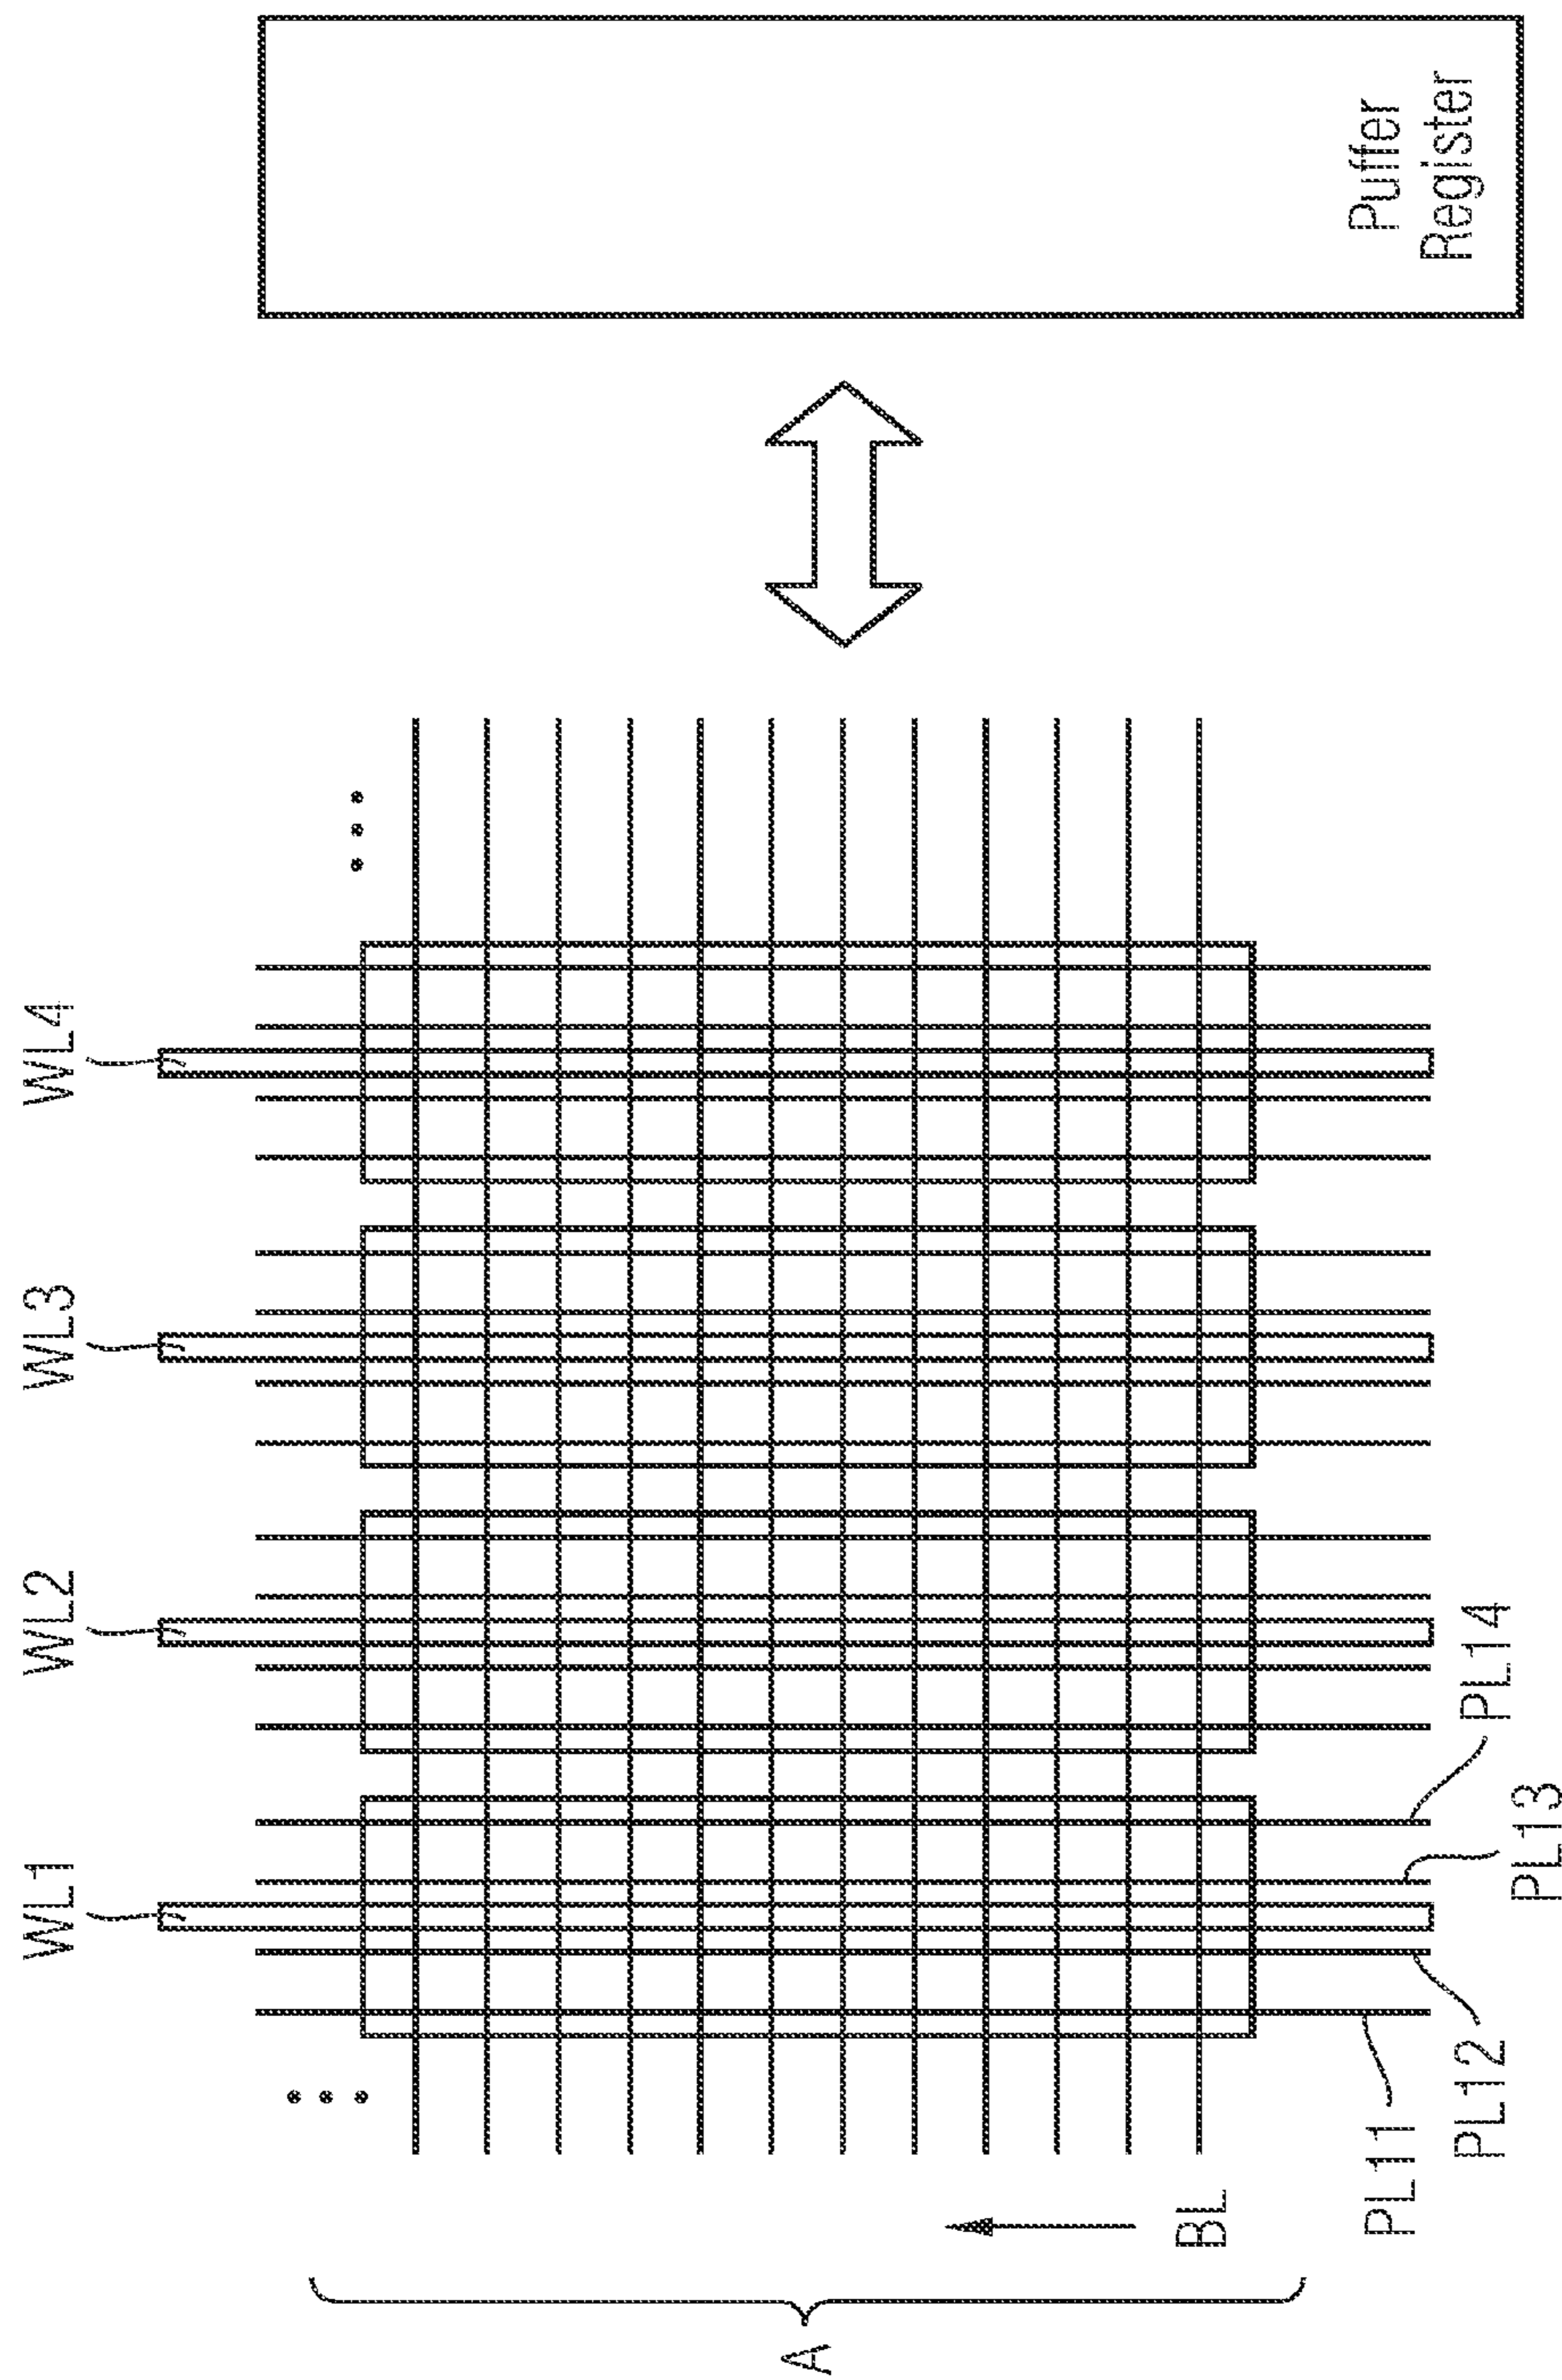 WL1
WL2
WL3
WL4
Puffer
Register
A
BL
PL11
PL12
PL13
PL14